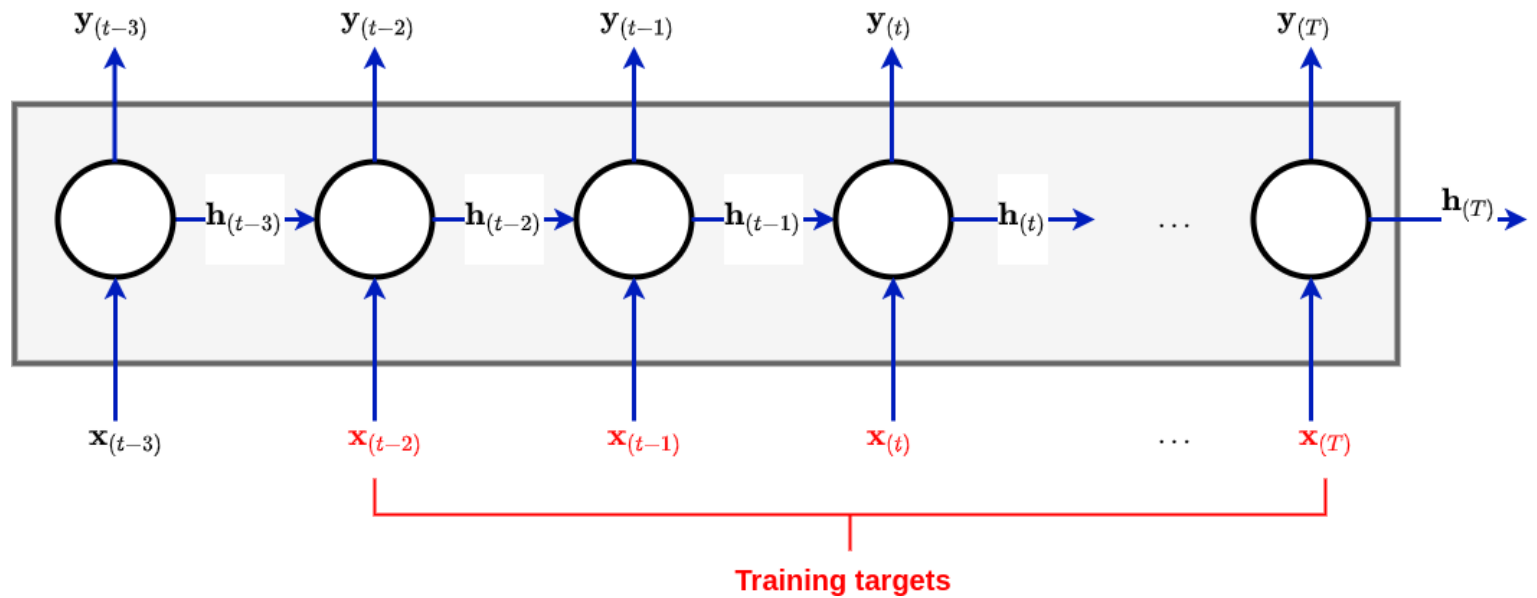 y(t−3) y(t−2) y(t−1) y(t) y(T)
h(t−3) h(t−2) h(t−1) h(t) ... h(T)
x(t−3) x(t−2) x(t−1) x(t) ... x(T)
Training targets